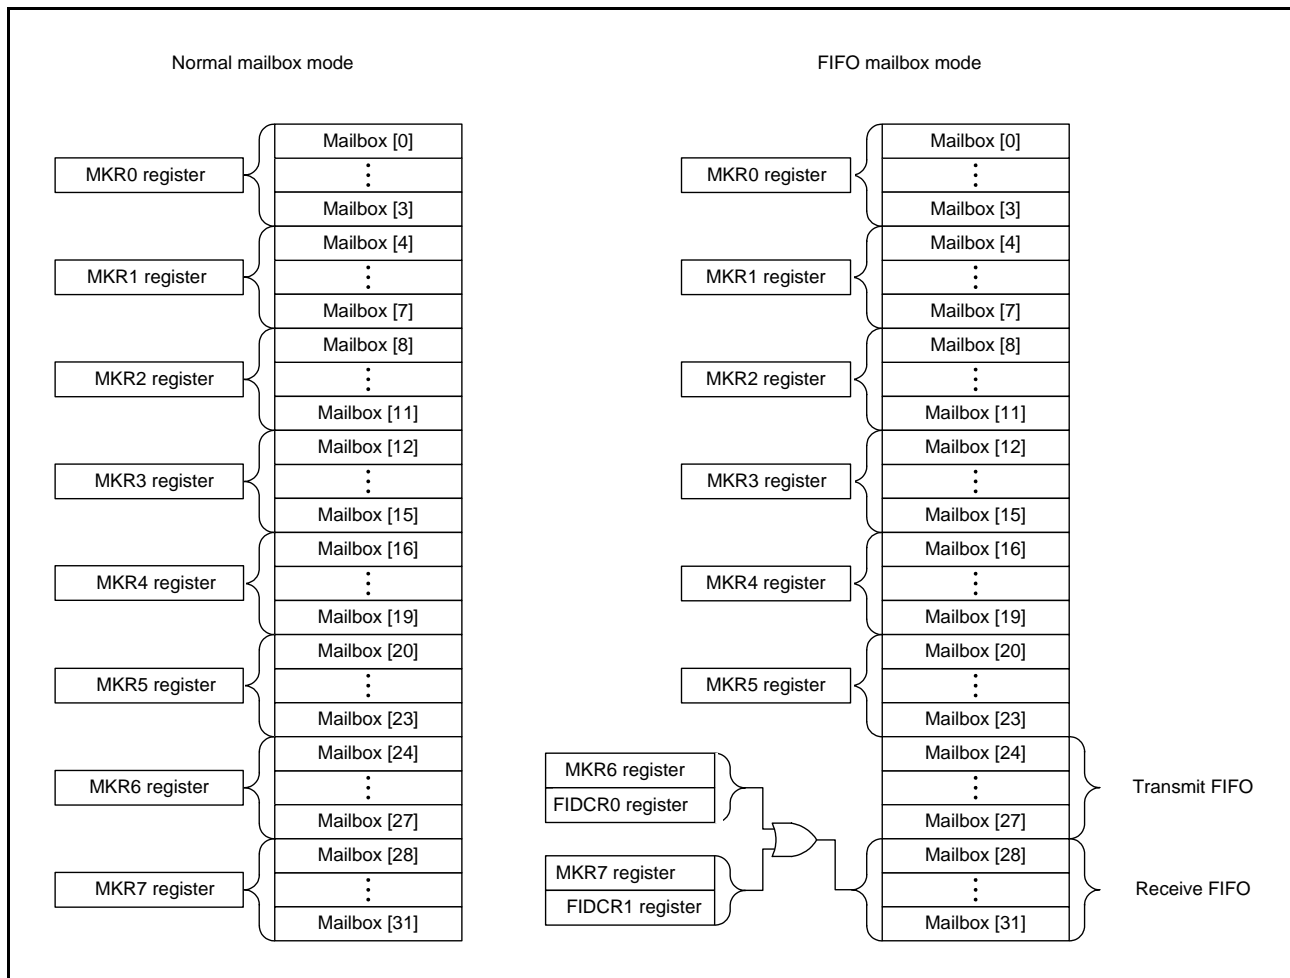 Normal mailbox mode
MKR0 register
Mailbox [0]
Mailbox [3]
MKR1 register
Mailbox [4]
Mailbox [7]
MKR2 register
Mailbox [8]
Mailbox [11]
MKR3 register
Mailbox [12]
Mailbox [15]
MKR4 register
Mailbox [16]
Mailbox [19]
MKR5 register
Mailbox [20]
Mailbox [23]
MKR6 register
Mailbox [24]
Mailbox [27]
MKR7 register
Mailbox [28]
Mailbox [31]
FIFO mailbox mode
MKR0 register
Mailbox [0]
Mailbox [3]
MKR1 register
Mailbox [4]
Mailbox [7]
MKR2 register
Mailbox [8]
Mailbox [11]
MKR3 register
Mailbox [12]
Mailbox [15]
MKR4 register
Mailbox [16]
Mailbox [19]
MKR5 register
Mailbox [20]
Mailbox [23]
MKR6 register
FIDCR0 register
MKR7 register
FIDCR1 register
Mailbox [24]
Mailbox [27]
Transmit FIFO
Mailbox [28]
Mailbox [31]
Receive FIFO